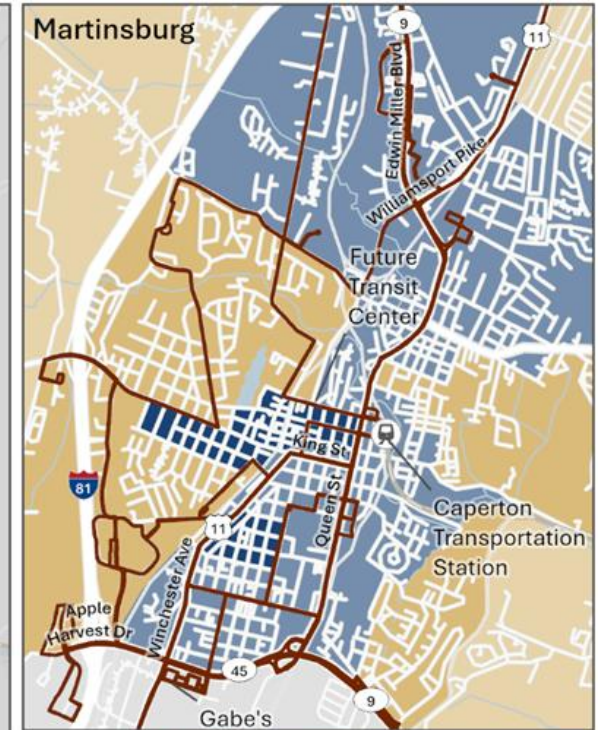 Martinsburg
9
11
Edwin Miller Blvd
Williamsport Pike
Future
Transit
Center
King St
81
11
Queen St
Caperton
Transportation
Station
Winchester Ave
Apple
Harvest Dr
45
9
Gabe's